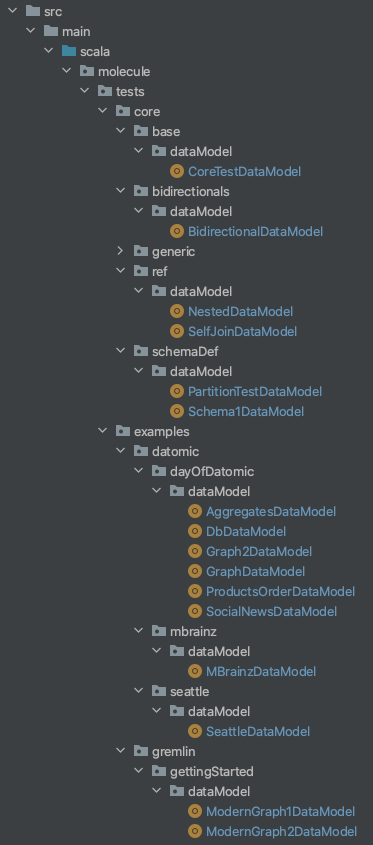 src
main
scala
molecule
tests
core
base
dataModel
CoreTestDataModel
bidirectionals
dataModel
BidirectionalDataModel
generic
ref
dataModel
NestedDataModel
SelfJoinDataModel
schemaDef
dataModel
PartitionTestDataModel
Schema1DataModel
examples
datomic
dayOfDatomic
dataModel
AggregatesDataModel
DbDataModel
Graph2DataModel
GraphDataModel
ProductsOrderDataModel
SocialNewsDataModel
mbrainz
dataModel
MBrainzDataModel
seattle
dataModel
SeattleDataModel
gremlin
gettingStarted
dataModel
ModernGraph1DataModel
ModernGraph2DataModel